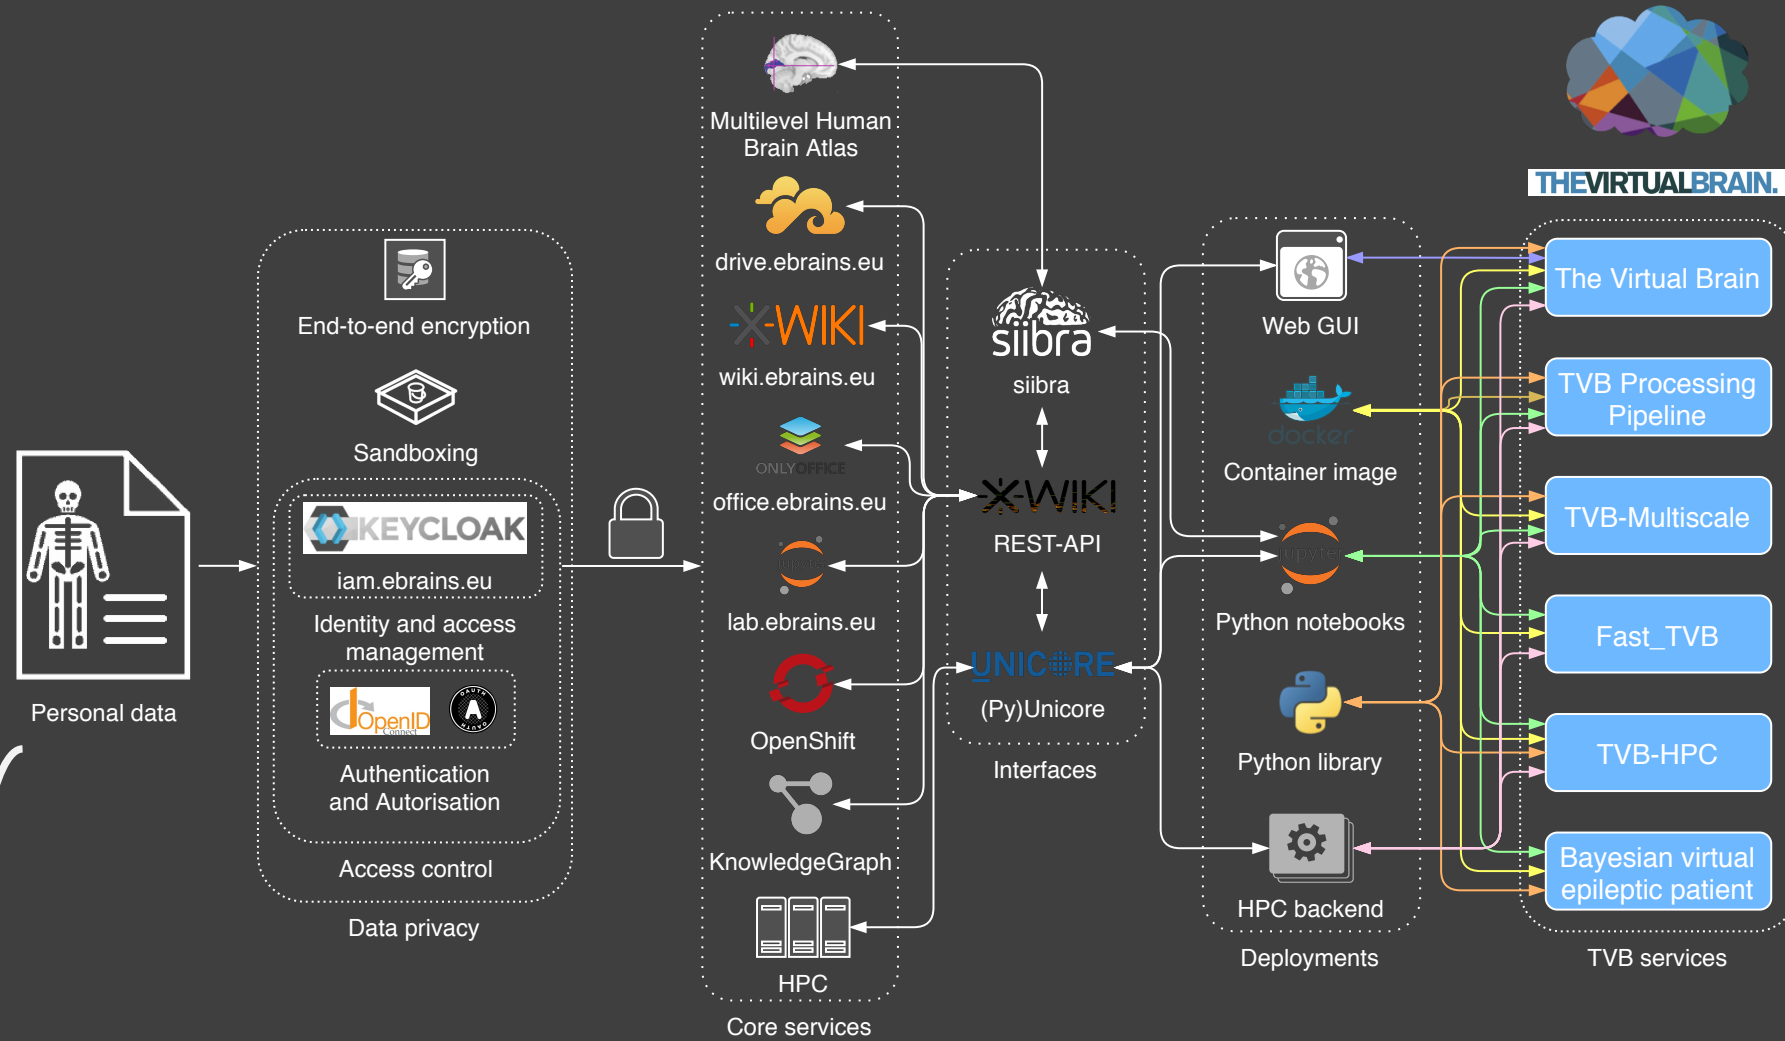 Personal data
End-to-end encryption
Sandboxing
KEYCLOAK
iam.ebrains.eu
Identity and access
management
OpenID
Connect
OAUTH
A
OAUTH
Authentication
and Autorisation
Access control
Data privacy
Multilevel Human
Brain Atlas
drive.ebrains.eu
X-WIKI
wiki.ebrains.eu
ONLYOFFICE
office.ebrains.eu
jupyter
lab.ebrains.eu
OpenShift
KnowledgeGraph
HPC
Core services
siibra
siibra
X-WIKI
REST-API
UNICORE
(Py)Unicore
Interfaces
Web GUI
docker
Container image
jupyter
Python notebooks
Python library
HPC backend
Deployments
THEVIRTUALBRAIN.
The Virtual Brain
TVB Processing
Pipeline
TVB-Multiscale
Fast_TVB
TVB-HPC
Bayesian virtual
epileptic patient
TVB services